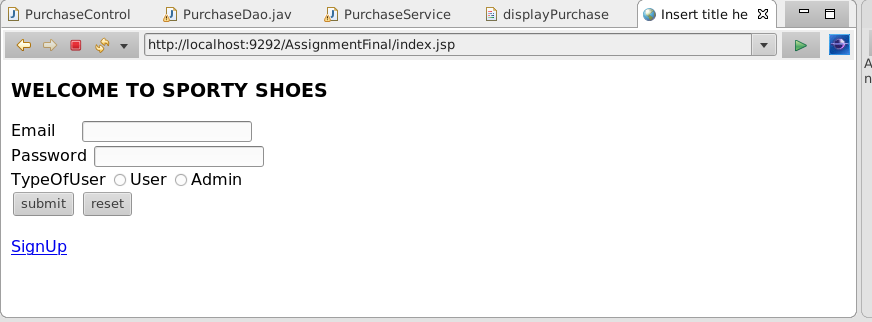 PurchaseControl PurchaseDao.jav PurchaseService displayPurchase Insert title he
http://localhost:9292/AssignmentFinal/index.jsp
A
n
WELCOME TO SPORTY SHOES
Email
Password
TypeOfUser User Admin
submit reset
SignUp